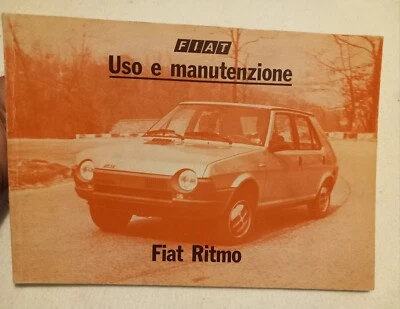 FIAT
Uso e manutenzione
Fiat Ritmo